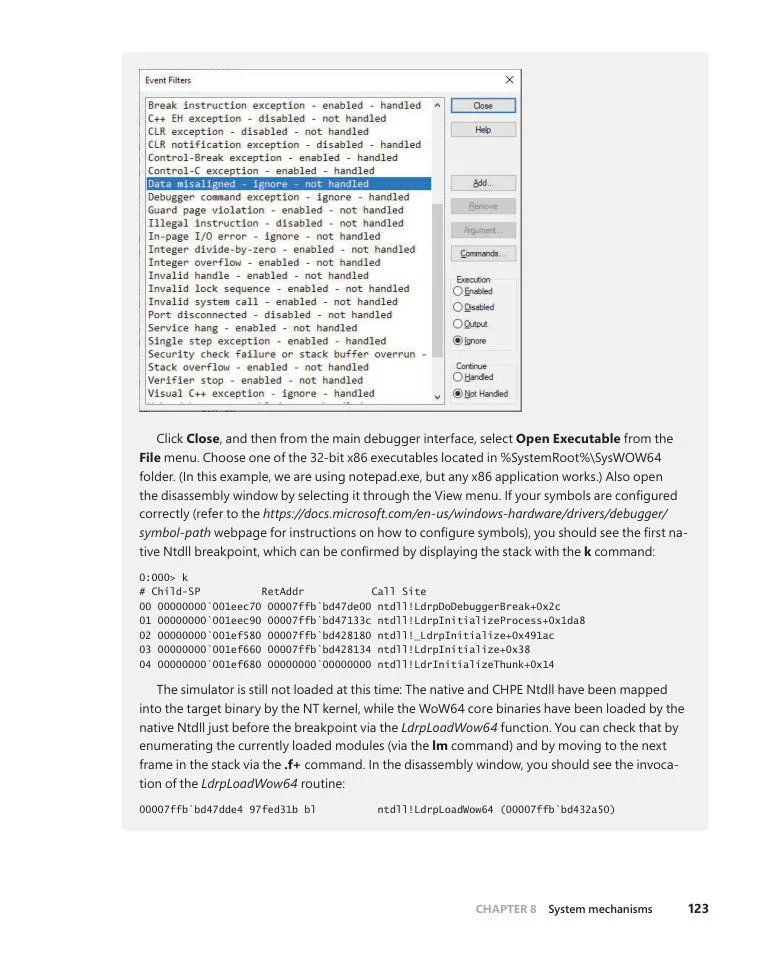 Event Filters
Break instruction exception - enabled - handled
C++ EH exception - disabled - not handled
CLR exception - disabled - not handled
CLR notification exception - disabled - handled
Control-Break exception - enabled - handled
Control-C exception - enabled - handled
Data misaligned - ignore - not handled
Debugger command exception - ignore - handled
Guard page violation - enabled - not handled
Illegal instruction - disabled - not handled
In-page I/O error - ignore - not handled
Integer divide-by-zero - enabled - not handled
Integer overflow - enabled - not handled
Invalid handle - enabled - not handled
Invalid lock sequence - enabled - not handled
Invalid system call - enabled - not handled
Port disconnected - disabled - not handled
Service hang - enabled - not handled
Single step exception - enabled - handled
Security check failure or stack buffer overrun -
Stack overflow - enabled - not handled
Verifier stop - enabled - not handled
Visual C++ exception - ignore - handled
Close
Help
Add...
Remove
Argument...
Commands...
Execution
Enabled
Disabled
Output
Ignore
Continue
Handled
Not Handled
Click Close, and then from the main debugger interface, select Open Executable from the
File menu. Choose one of the 32-bit x86 executables located in %SystemRoot%\SysWOW64
folder. (In this example, we are using notepad.exe, but any x86 application works.) Also open
the disassembly window by selecting it through the View menu. If your symbols are configured
correctly (refer to the https://docs.microsoft.com/en-us/windows-hardware/drivers/debugger/
symbol-path webpage for instructions on how to configure symbols), you should see the first na-
tive Ntdll breakpoint, which can be confirmed by displaying the stack with the k command:
0:000> k
# Child-SP RetAddr Call Site
00 00000000`001eec70 00007ffb`bd47de00 ntdll!LdrpDoDebuggerBreak+0x2c
01 00000000`001eec90 00007ffb`bd47133c ntdll!LdrpInitializeProcess+0x1da8
02 00000000`001ef580 00007ffb`bd428180 ntdll!_LdrpInitialize+0x491ac
03 00000000`001ef660 00007ffb`bd428134 ntdll!LdrpInitialize+0x38
04 00000000`001ef680 00000000`00000000 ntdll!LdrInitializeThunk+0x14
The simulator is still not loaded at this time: The native and CHPE Ntdll have been mapped
into the target binary by the NT kernel, while the WoW64 core binaries have been loaded by the
native Ntdll just before the breakpoint via the LdrpLoadWow64 function. You can check that by
enumerating the currently loaded modules (via the lm command) and by moving to the next
frame in the stack via the .f+ command. In the disassembly window, you should see the invoca-
tion of the LdrpLoadWow64 routine:
00007ffb`bd47dde4 97fed31b bl ntdll!LdrpLoadWow64 (00007ffb`bd432a50)
CHAPTER 8 System mechanisms 123